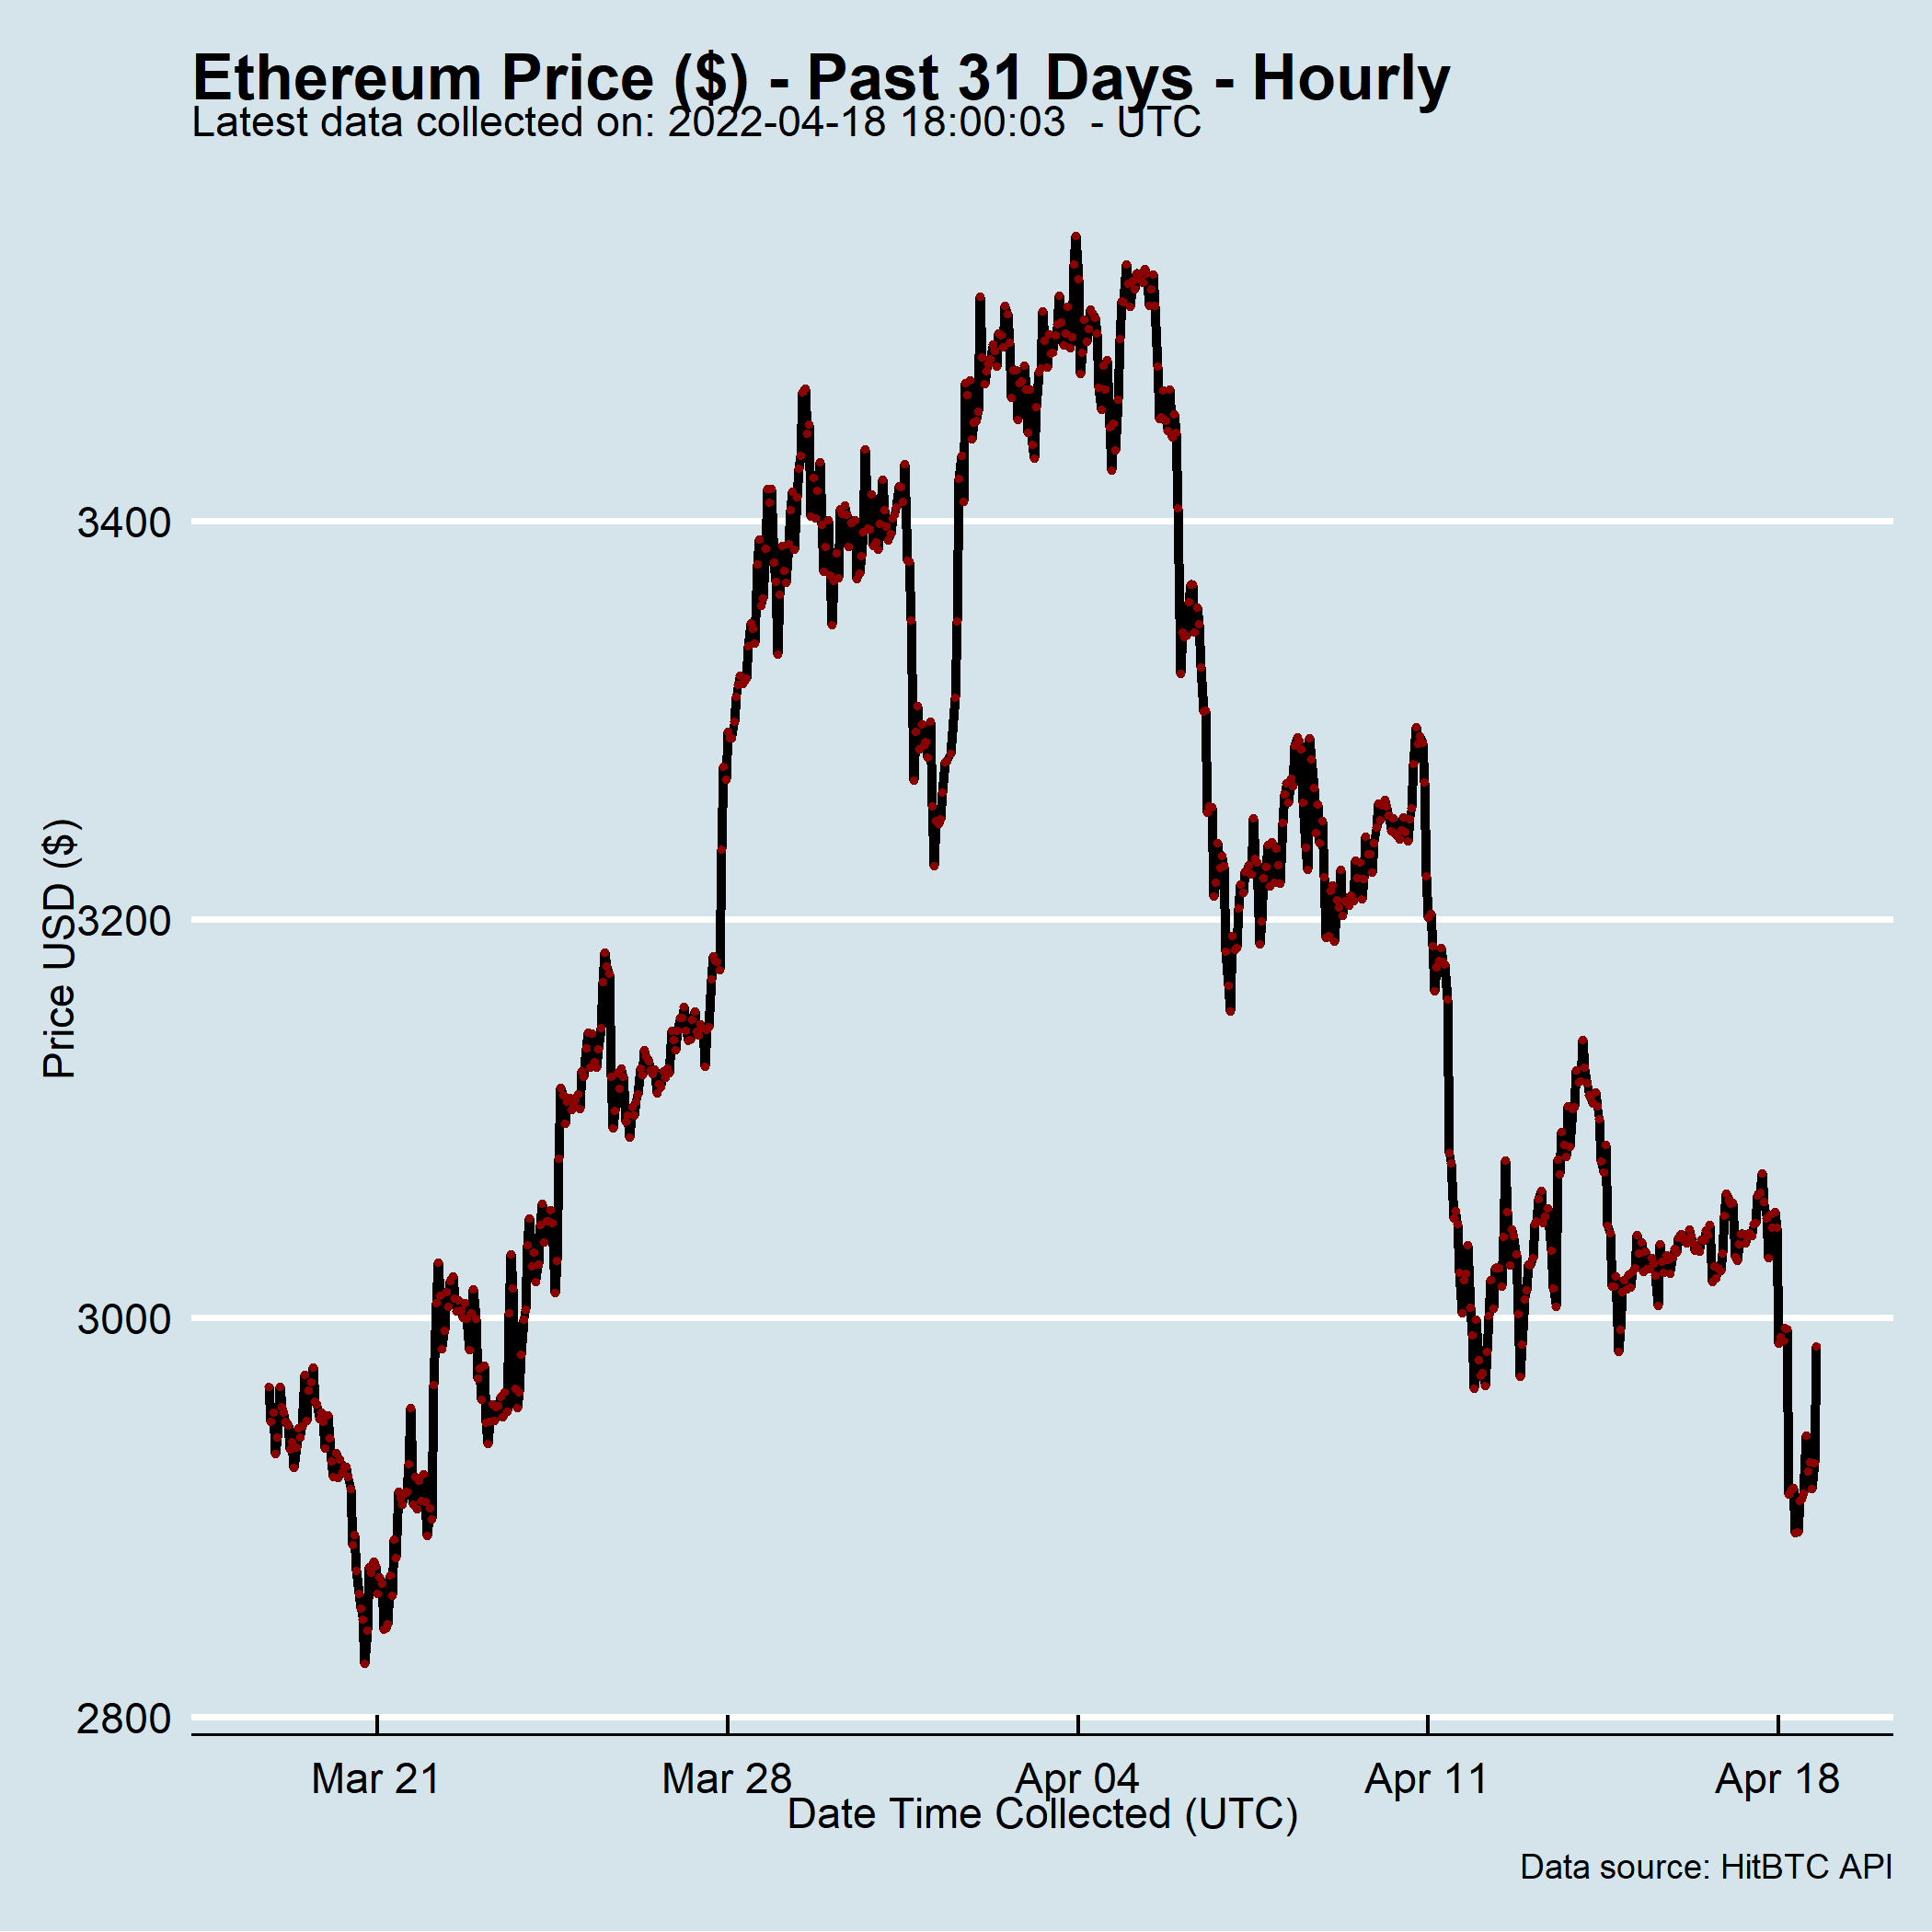 Ethereum Price ($) - Past 31 Days - Hourly
Latest data collected on: 2022-04-18 18:00:03  - UTC
Price USD ($)
3400
3200
3000
2800
Mar 21
Mar 28
Apr 04
Apr 11
Apr 18
Date Time Collected (UTC)
Data source: HitBTC API